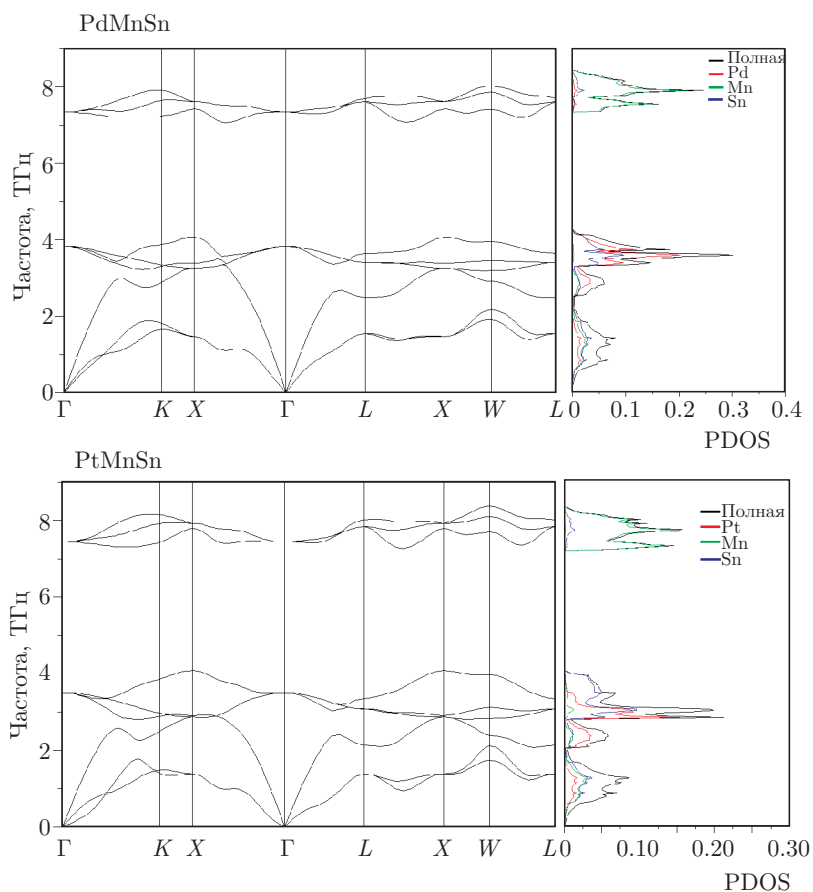 PdMnSn
Частота, ТГц
8
6
4
2
0
Γ K X Γ L X W L
Полная
Pd
Mn
Sn
0 0.1 0.2 0.3 0.4
PDOS
PtMnSn
Частота, ТГц
8
6
4
2
0
Γ K X Γ L X W L
Полная
Pt
Mn
Sn
0 0.10 0.20 0.30
PDOS